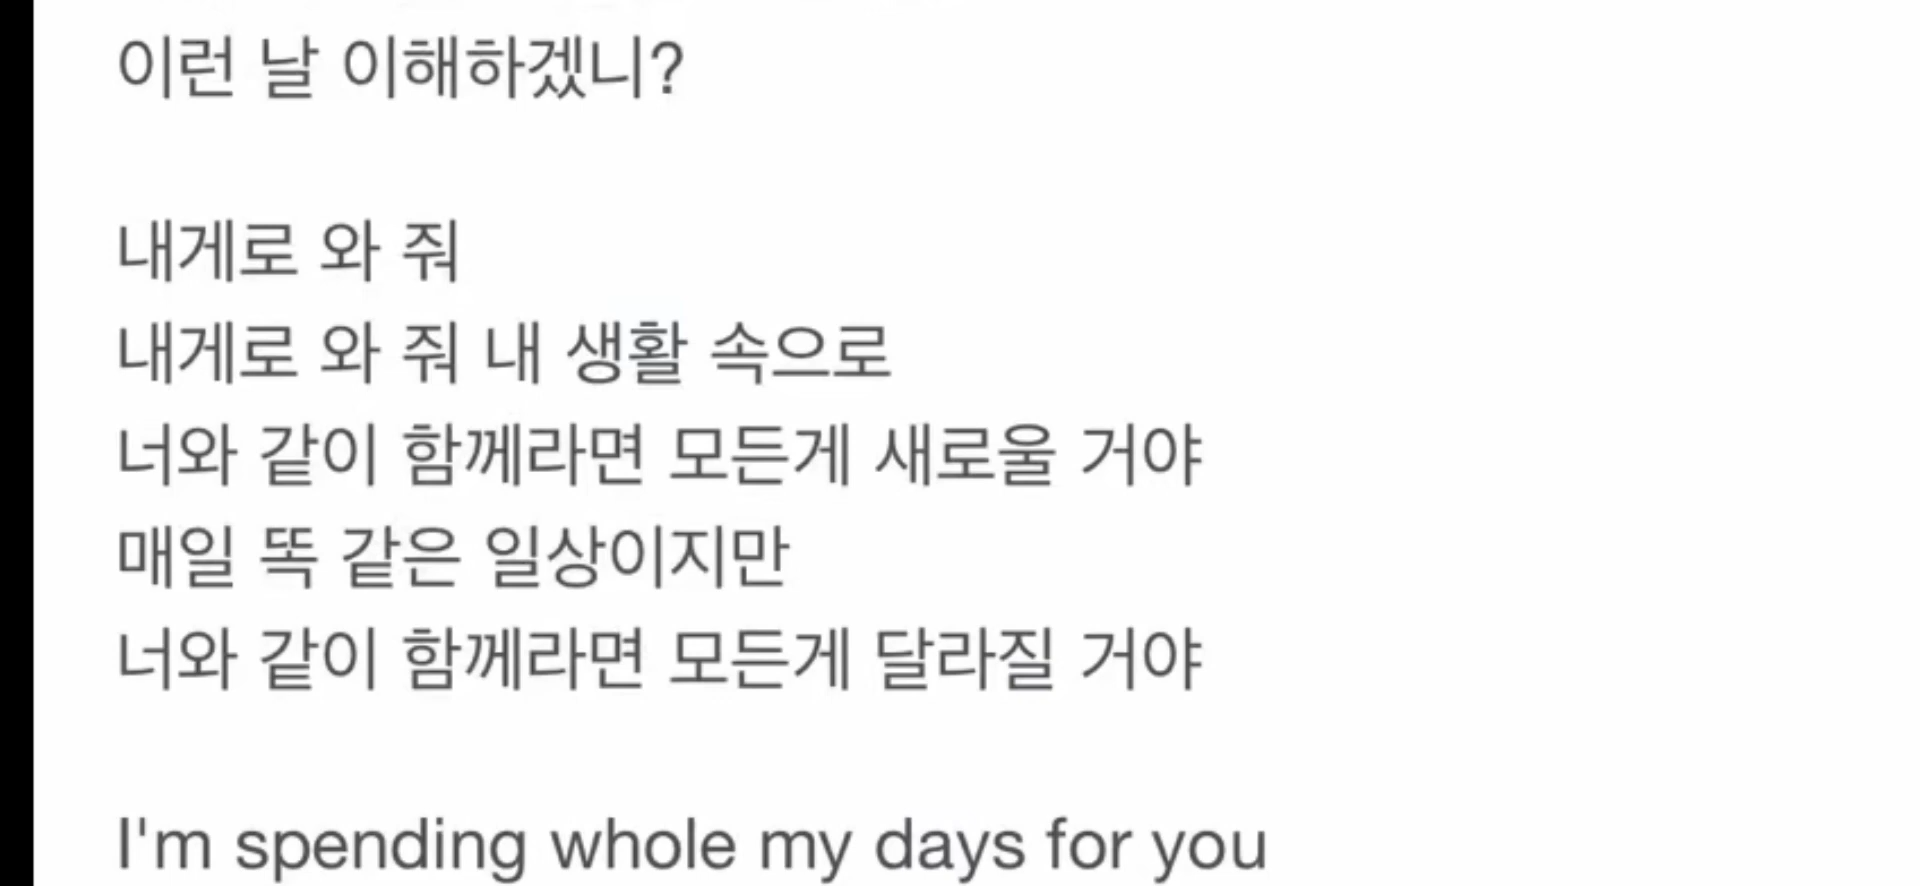 이런 날 이해하겠니?
내게로 와 줘
내게로 와 줘 내 생활 속으로
너와 같이 함께라면 모든게 새로울 거야
매일 똑 같은 일상이지만
너와 같이 함께라면 모든게 달라질 거야
I'm spending whole my days for you